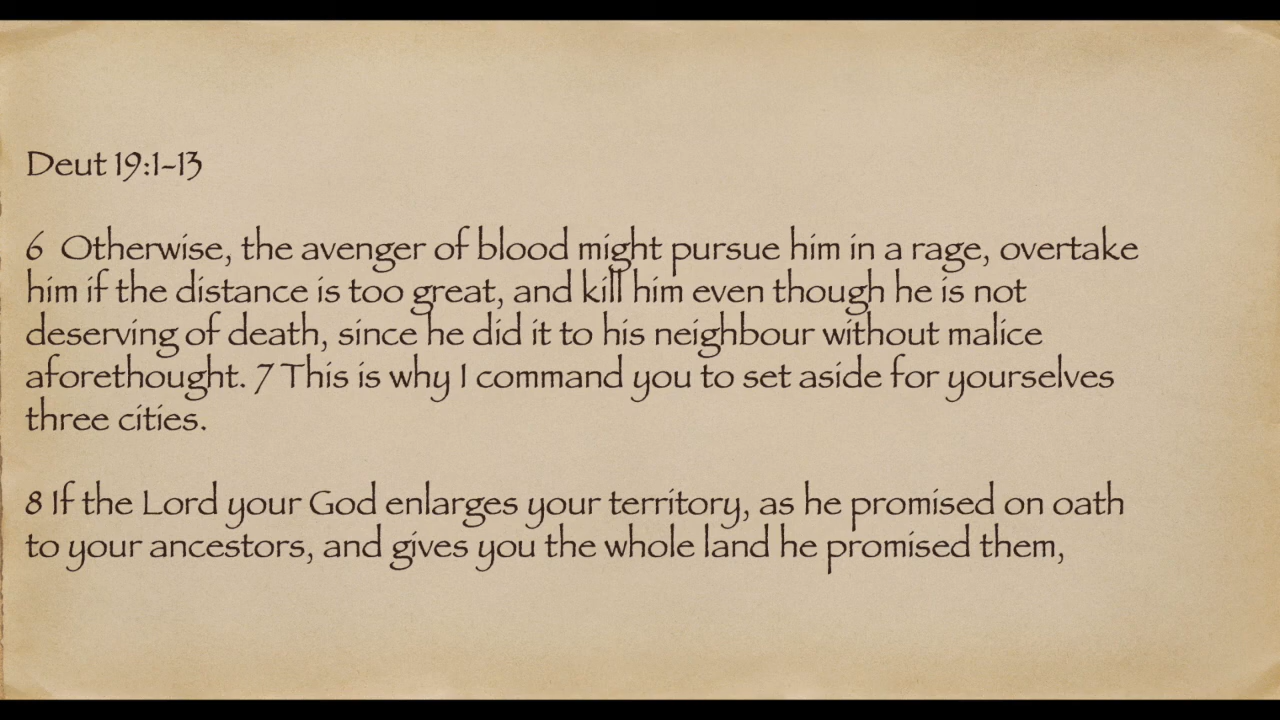 Deut 19:1-13
6 Otherwise, the avenger of blood might pursue him in a rage, overtake
him if the distance is too great, and kill him even though he is not
deserving of death, since he did it to his neighbour without malice
aforethought. 7 This is why I command you to set aside for yourselves
three cities.
8 If the Lord your God enlarges your territory, as he promised on oath
to your ancestors, and gives you the whole land he promised them,